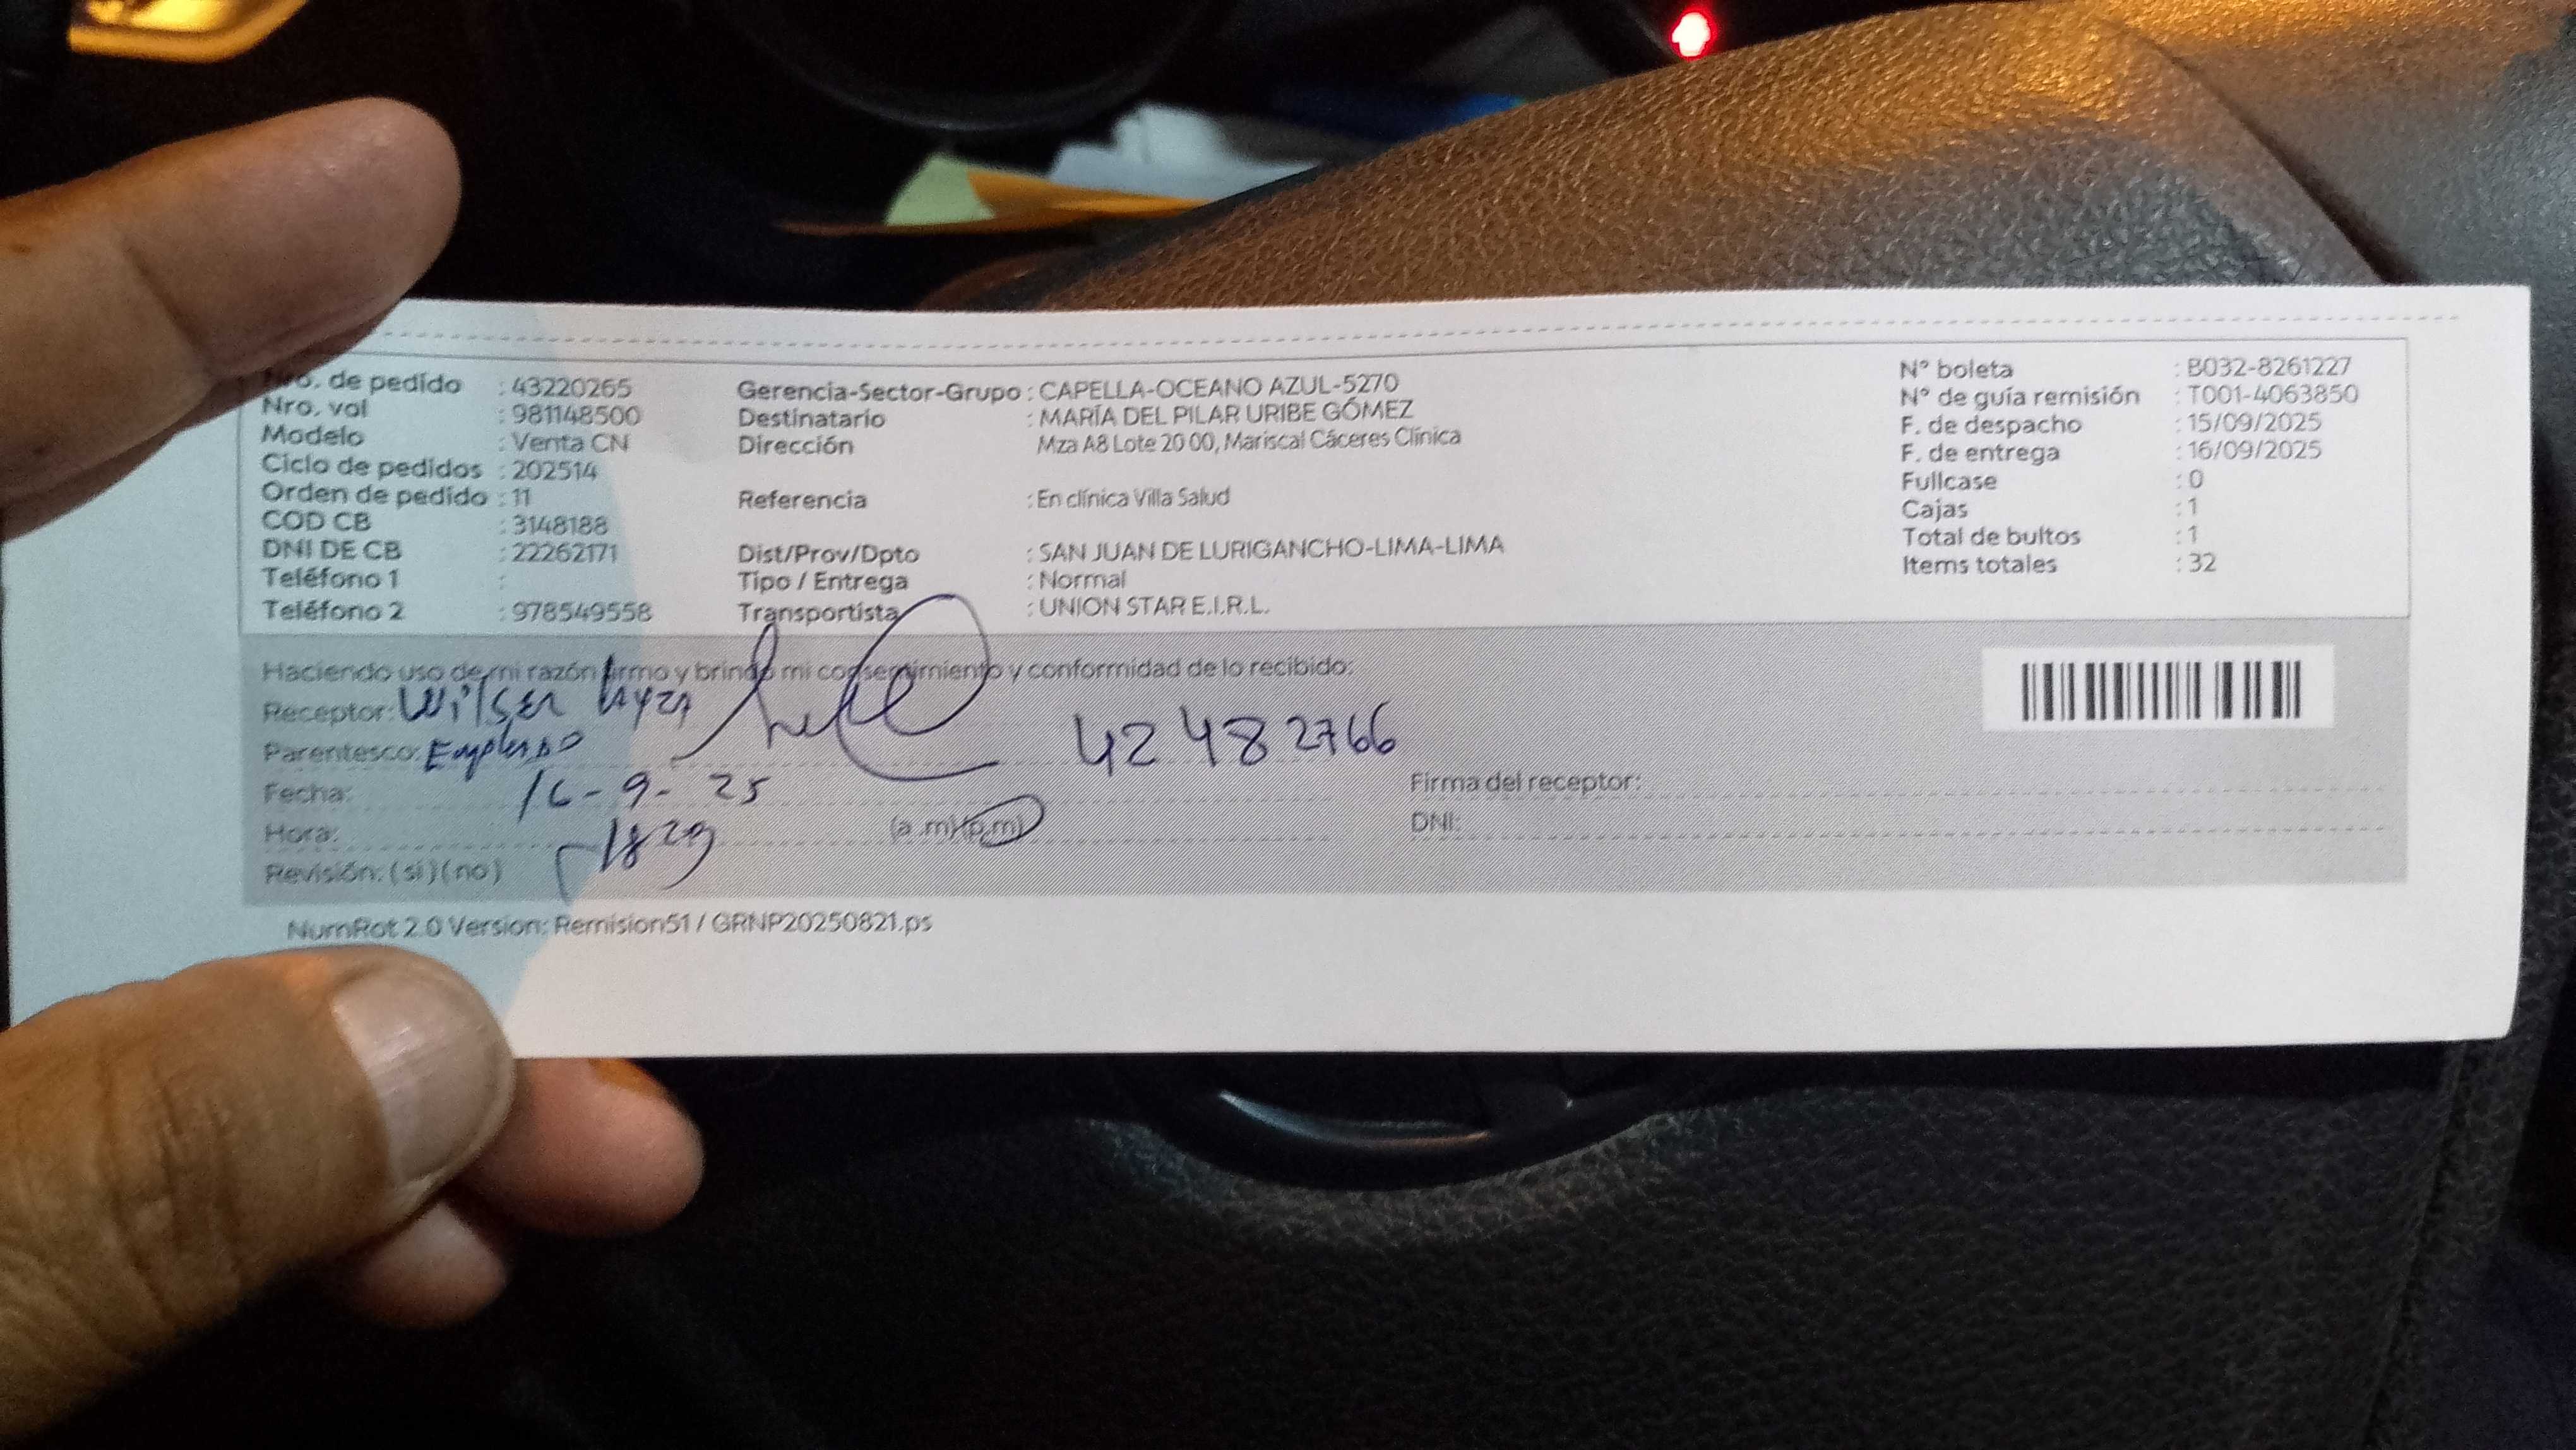 Nro. de pedido : 43220265
Nro. val : 981148500
Modelo : Venta CN
Ciclo de pedidos : 202514
Orden de pedido : 11
COD CB : 3148188
DNI DE CB : 22262171
Teléfono 1 :
Teléfono 2 : 978549558
Gerencia-Sector-Grupo : CAPELLA-OCEANO AZUL-5270
Destinatario : MARÍA DEL PILAR URIBE GÓMEZ
Dirección Mza A8 Lote 20 00, Mariscal Cáceres Clínica
Referencia : En clínica Villa Salud
Dist/Prov/Dpto : SAN JUAN DE LURIGANCHO-LIMA-LIMA
Tipo / Entrega : Normal
Transportista : UNION STAR E.I.R.L.
N° boleta : B032-8261227
N° de guía remisión : T001-4063850
F. de despacho : 15/09/2025
F. de entrega : 16/09/2025
Fullcase : 0
Cajas : 1
Total de bultos : 1
Items totales : 32
Haciendo uso de mi razón firmo y brindo mi consentimiento y conformidad de lo recibido:
Receptor: Wilser
Parentesco:
42482766
Fecha: 16-9-25
Hora: 1829 (a.m)(p.m)
Revisión: (si)(no)
Firma del receptor:
DNI:
NumRot 2.0 Version: Remision51 / GRNP20250821.ps